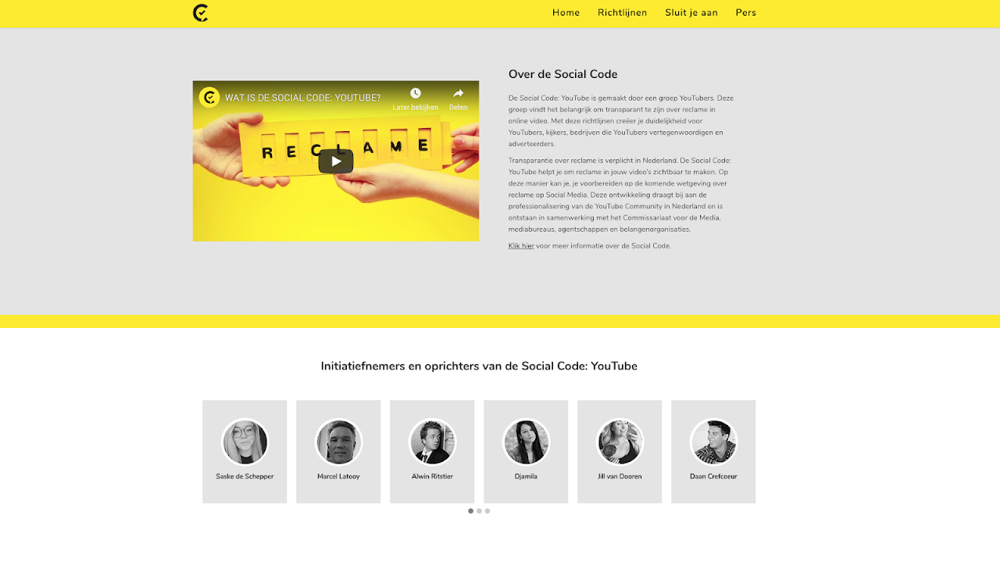 Home Richtlijnen Sluit je aan Pers
WAT IS DE SOCIAL CODE: YOUTUBE?
Later bekijken Delen
RECLAME
Over de Social Code
De Social Code: YouTube is gemaakt door een groep YouTubers. Deze
groep vindt het belangrijk om transparant te zijn over reclame in
online video. Met deze richtlijnen creëer je duidelijkheid voor
YouTubers, kijkers, bedrijven die YouTubers vertegenwoordigen en
adverteerders.
Transparantie over reclame is verplicht in Nederland. De Social Code:
YouTube helpt je om reclame in jouw video's zichtbaar te maken. Op
deze manier kan je, je voorbereiden op de komende wetgeving over
reclame op Social Media. Deze ontwikkeling draagt bij aan de
professionalisering van de YouTube Community in Nederland en is
ontstaan in samenwerking met het Commissariaat voor de Media,
mediabureaus, agentschappen en belangenorganisaties.
Klik hier voor meer informatie over de Social Code.
Initiatiefnemers en oprichters van de Social Code: YouTube
Saske de Schepper
Marcel Latooy
Alwin Ritstier
Djamila
Jill van Dooren
Daan Crefcoeur